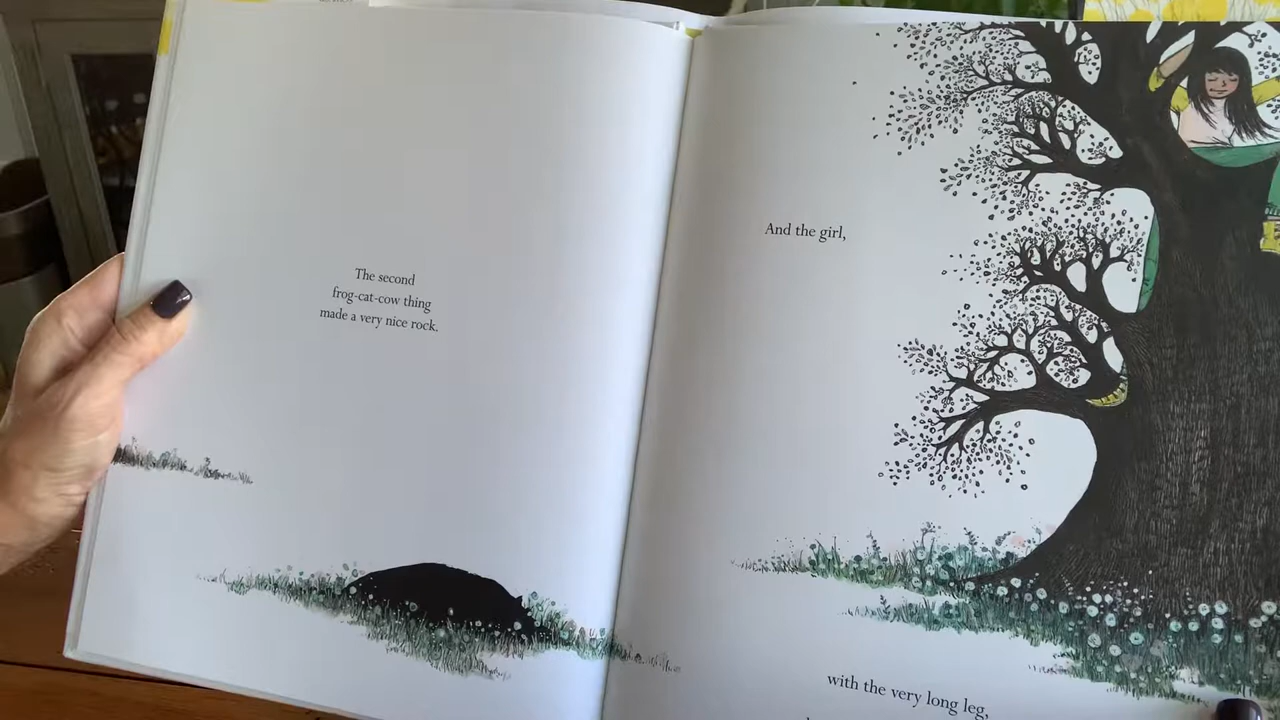 The second
frog-cat-cow thing
made a very nice rock.
And the girl,
with the very long leg,